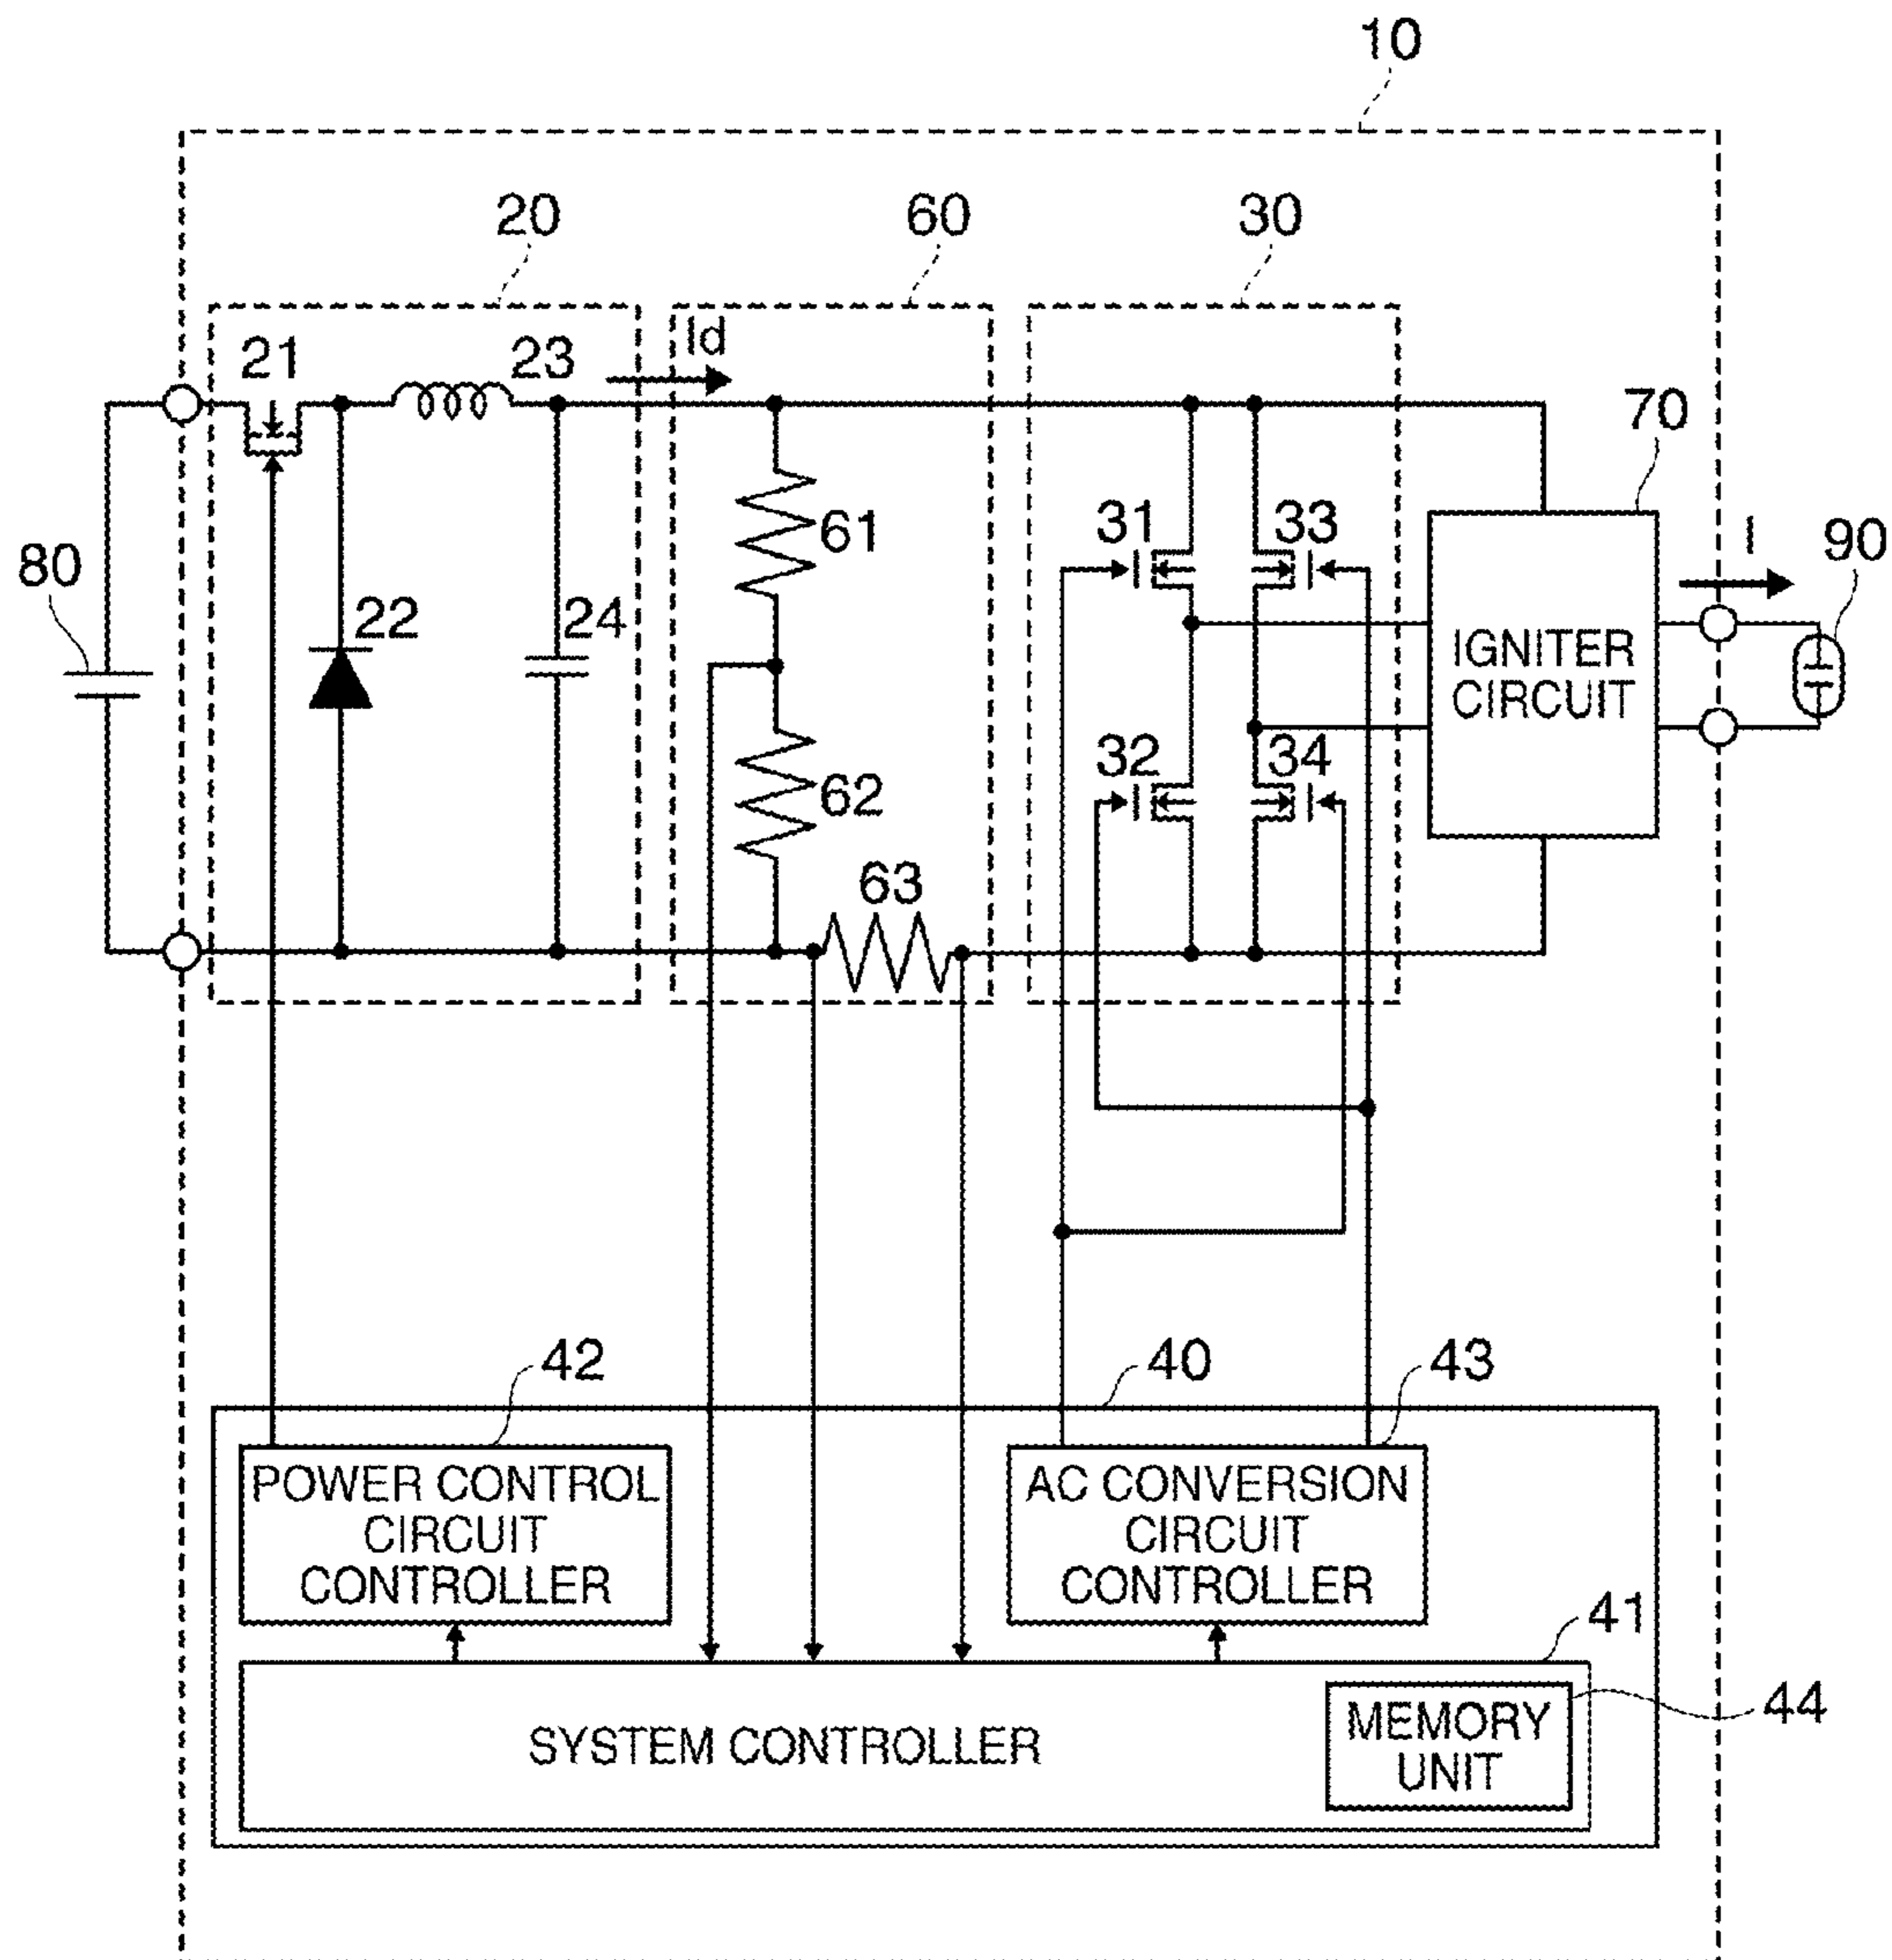 10
20
60
30
Id
21
23
70
I
90
31
33
61
80
22
24
IGNITER
CIRCUIT
32
34
62
63
42
40
43
POWER CONTROL
CIRCUIT
CONTROLLER
AC CONVERSION
CIRCUIT
CONTROLLER
41
44
SYSTEM CONTROLLER
MEMORY
UNIT